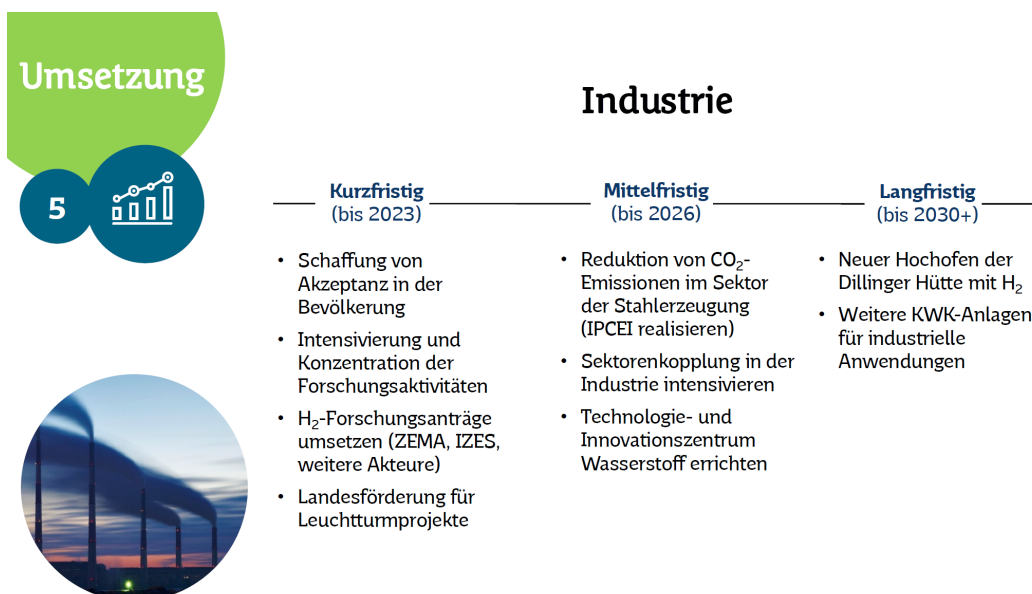 Umsetzung
5
Industrie
Kurzfristig
(bis 2023)
• Schaffung von
Akzeptanz in der
Bevölkerung
• Intensivierung und
Konzentration der
Forschungsaktivitäten
• H₂-Forschungsanträge
umsetzen (ZEMA, IZES,
weitere Akteure)
• Landesförderung für
Leuchtturmprojekte
Mittelfristig
(bis 2026)
• Reduktion von CO₂-
Emissionen im Sektor
der Stahlerzeugung
(IPCEI realisieren)
• Sektorenkopplung in der
Industrie intensivieren
• Technologie- und
Innovationszentrum
Wasserstoff errichten
Langfristig
(bis 2030+)
• Neuer Hochofen der
Dillinger Hütte mit H₂
• Weitere KWK-Anlagen
für industrielle
Anwendungen